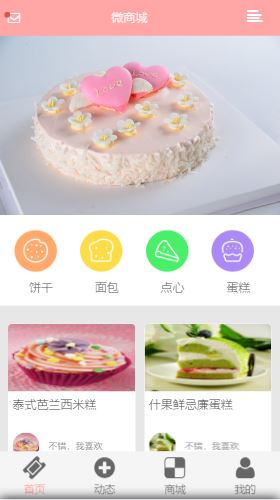 微商城
Love
Love
饼干
面包
点心
蛋糕
泰式芭兰西米糕
什果鲜忌廉蛋糕
不错，我喜欢
不错，我喜欢
首页
动态
商城
我的